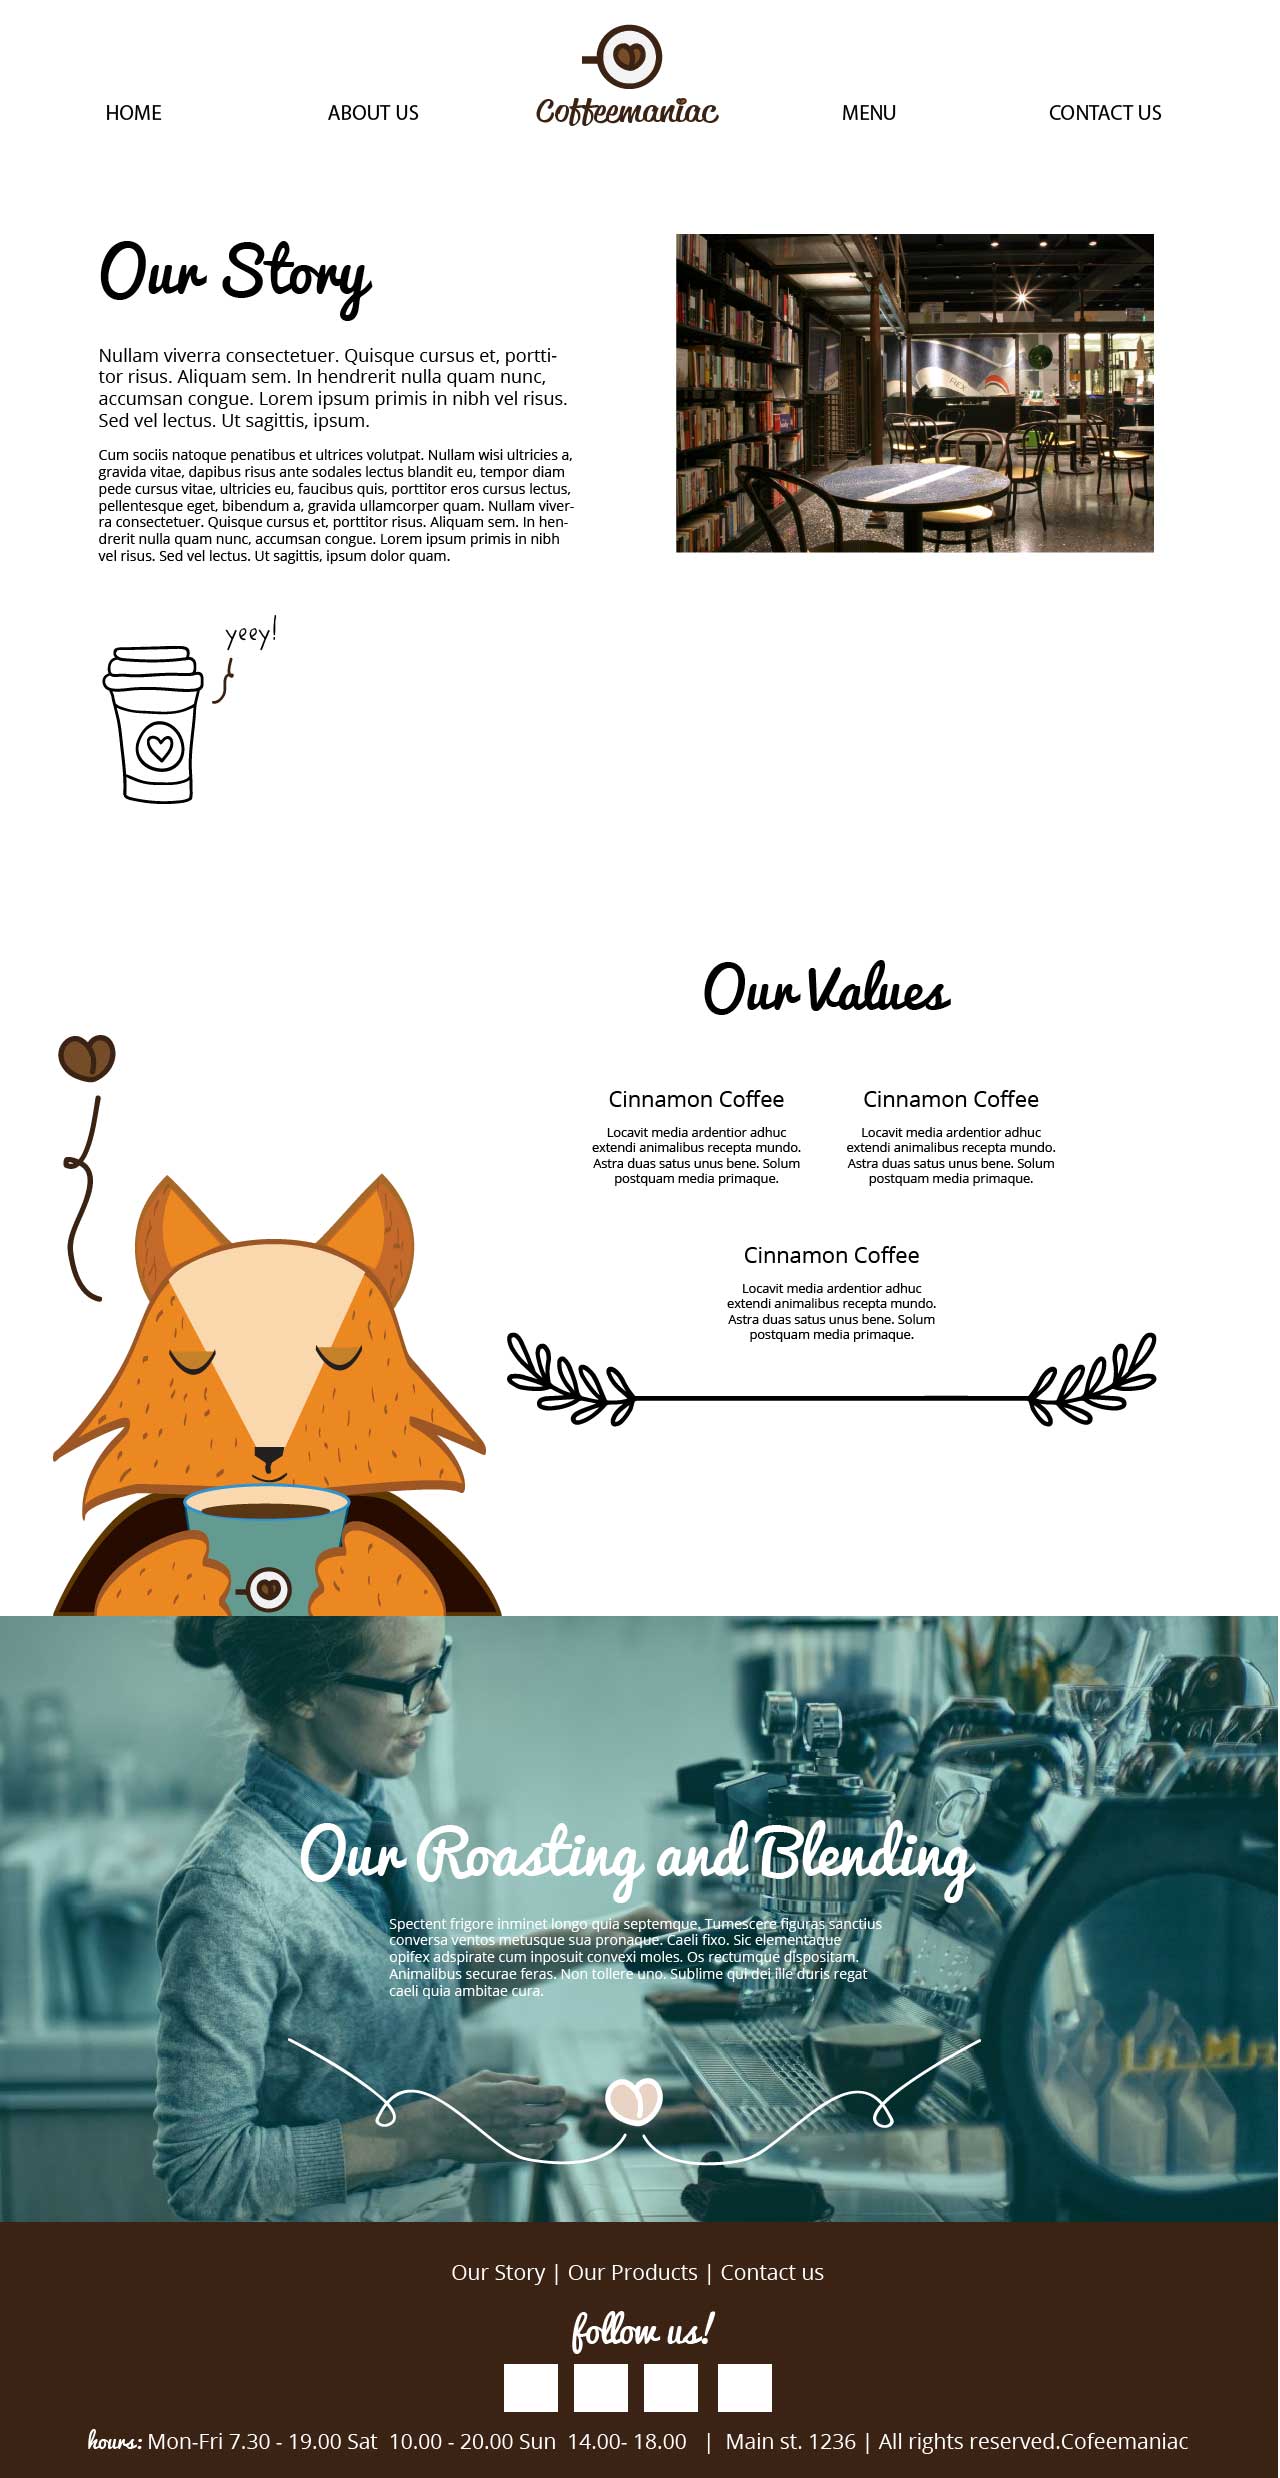 Coffeemaniac
HOME
ABOUT US
MENU
CONTACT US
Our Story
Nullam viverra consectetuer. Quisque cursus et, portti-
tor risus. Aliquam sem. In hendrerit nulla quam nunc,
accumsan congue. Lorem ipsum primis in nibh vel risus.
Sed vel lectus. Ut sagittis, ipsum.
Cum sociis natoque penatibus et ultrices volutpat. Nullam wisi ultricies a,
gravida vitae, dapibus risus ante sodales lectus blandit eu, tempor diam
pede cursus vitae, ultricies eu, faucibus quis, porttitor eros cursus lectus,
pellentesque eget, bibendum a, gravida ullamcorper quam. Nullam viver-
ra consectetuer. Quisque cursus et, porttitor risus. Aliquam sem. In hen-
drerit nulla quam nunc, accumsan congue. Lorem ipsum primis in nibh
vel risus. Sed vel lectus. Ut sagittis, ipsum dolor quam.
yeey!
Our Values
Cinnamon Coffee
Locavit media ardentior adhuc
extendi animalibus recepta mundo.
Astra duas satus unus bene. Solum
postquam media primaque.
Cinnamon Coffee
Locavit media ardentior adhuc
extendi animalibus recepta mundo.
Astra duas satus unus bene. Solum
postquam media primaque.
Cinnamon Coffee
Locavit media ardentior adhuc
extendi animalibus recepta mundo.
Astra duas satus unus bene. Solum
postquam media primaque.
Our Roasting and Blending
Spectent frigore inminet longo quia septemque. Tumescere figuras sanctius
conversa ventos metusque sua pronaque. Caeli fixo. Sic elementaque
opifex adspirate cum inposuit convexi moles. Os rectumque dispositam.
Animalibus securae feras. Non tollere uno. Sublime qui dei ille duris regat
caeli quia ambitae cura.
Our Story | Our Products | Contact us
follow us!
hours: Mon-Fri 7.30 - 19.00 Sat 10.00 - 20.00 Sun 14.00- 18.00 | Main st. 1236 | All rights reserved.Cofeemaniac